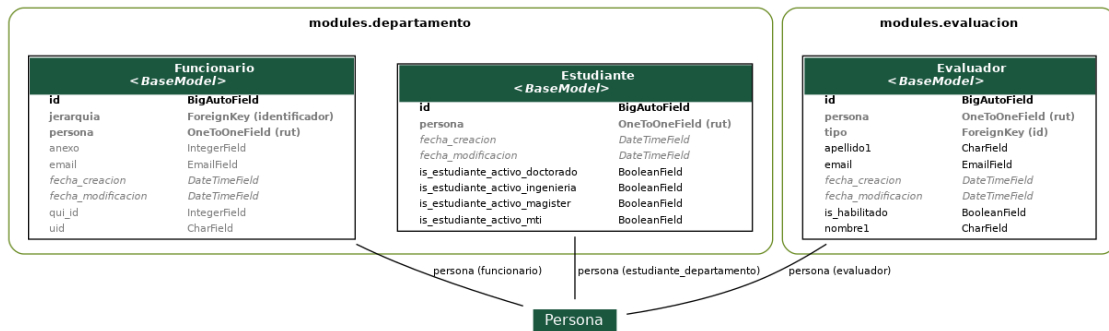 modules.departamento
Funcionario
<BaseModel>
id BigAutoField
jerarquia ForeignKey (identificador)
persona OneToOneField (rut)
anexo IntegerField
email EmailField
fecha_creacion DateTimeField
fecha_modificacion DateTimeField
qui_id IntegerField
uid CharField
Estudiante
<BaseModel>
id BigAutoField
persona OneToOneField (rut)
fecha_creacion DateTimeField
fecha_modificacion DateTimeField
is_estudiante_activo_doctorado BooleanField
is_estudiante_activo_ingenieria BooleanField
is_estudiante_activo_magister BooleanField
is_estudiante_activo_mti BooleanField
modules.evaluacion
Evaluador
<BaseModel>
id BigAutoField
persona OneToOneField (rut)
tipo ForeignKey (id)
apellido1 CharField
email EmailField
fecha_creacion DateTimeField
fecha_modificacion DateTimeField
is_habilitado BooleanField
nombre1 CharField
persona (funcionario)
persona (estudiante_departamento)
persona (evaluador)
Persona